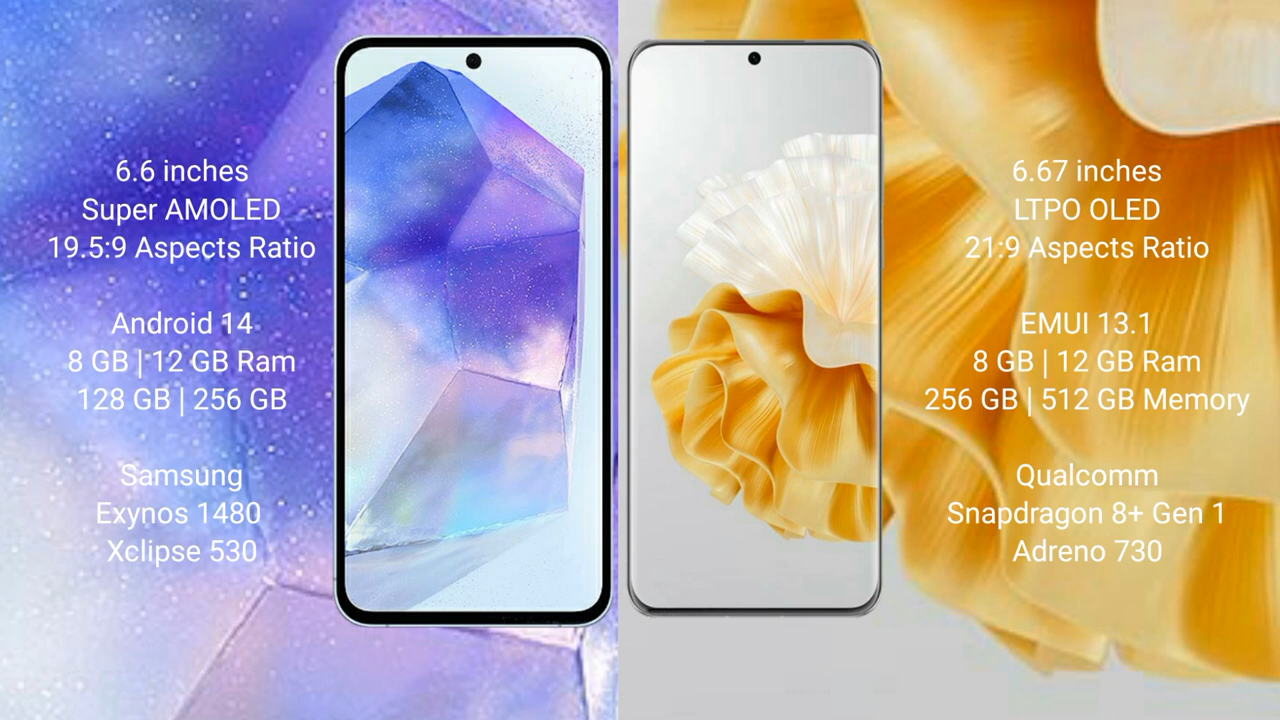 6.6 inches
Super AMOLED
19.5:9 Aspects Ratio
Android 14
8 GB | 12 GB Ram
128 GB | 256 GB
Samsung
Exynos 1480
Xclipse 530
6.67 inches
LTPO OLED
21:9 Aspects Ratio
EMUI 13.1
8 GB | 12 GB Ram
256 GB | 512 GB Memory
Qualcomm
Snapdragon 8+ Gen 1
Adreno 730